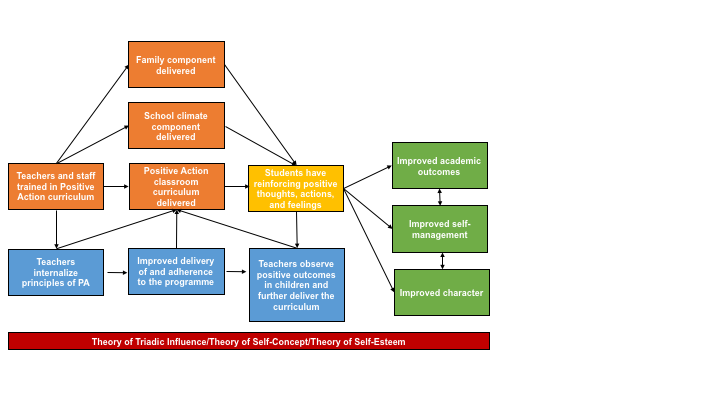 Family component
delivered
School climate
component
delivered
Teachers and staff
trained in Positive
Action curriculum
Positive Action
classroom
curriculum
delivered
Students have
reinforcing positive
thoughts, actions,
and feelings
Improved academic
outcomes
Improved self-
management
Improved character
Teachers
internalize
principles of PA
Improved delivery
of and adherence
to the programme
Teachers observe
positive outcomes
in children and
further deliver the
curriculum
Theory of Triadic Influence/Theory of Self-Concept/Theory of Self-Esteem